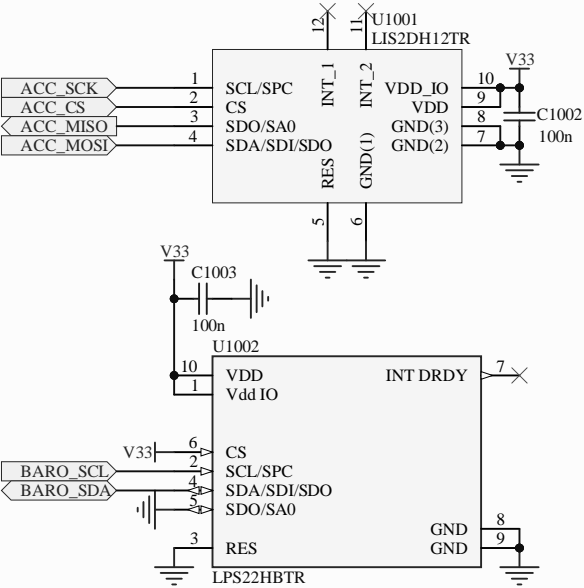 12
11
U1001
LIS2DH12TR
INT_1
INT_2
V33
ACC_SCK 1 SCL/SPC VDD_IO 10
ACC_CS 2 CS VDD 9
ACC_MISO 3 SDO/SA0 GND(3) 8
ACC_MOSI 4 SDA/SDI/SDO GND(2) 7
C1002
100n
RES
GND(1)
5
6
V33
C1003
100n
U1002
10 VDD INT DRDY 7
1 Vdd IO
V33 6 CS
BARO_SCL 2 SCL/SPC
BARO_SDA 4 SDA/SDI/SDO
5 SDO/SA0
GND 8
3 RES GND 9
LPS22HBTR